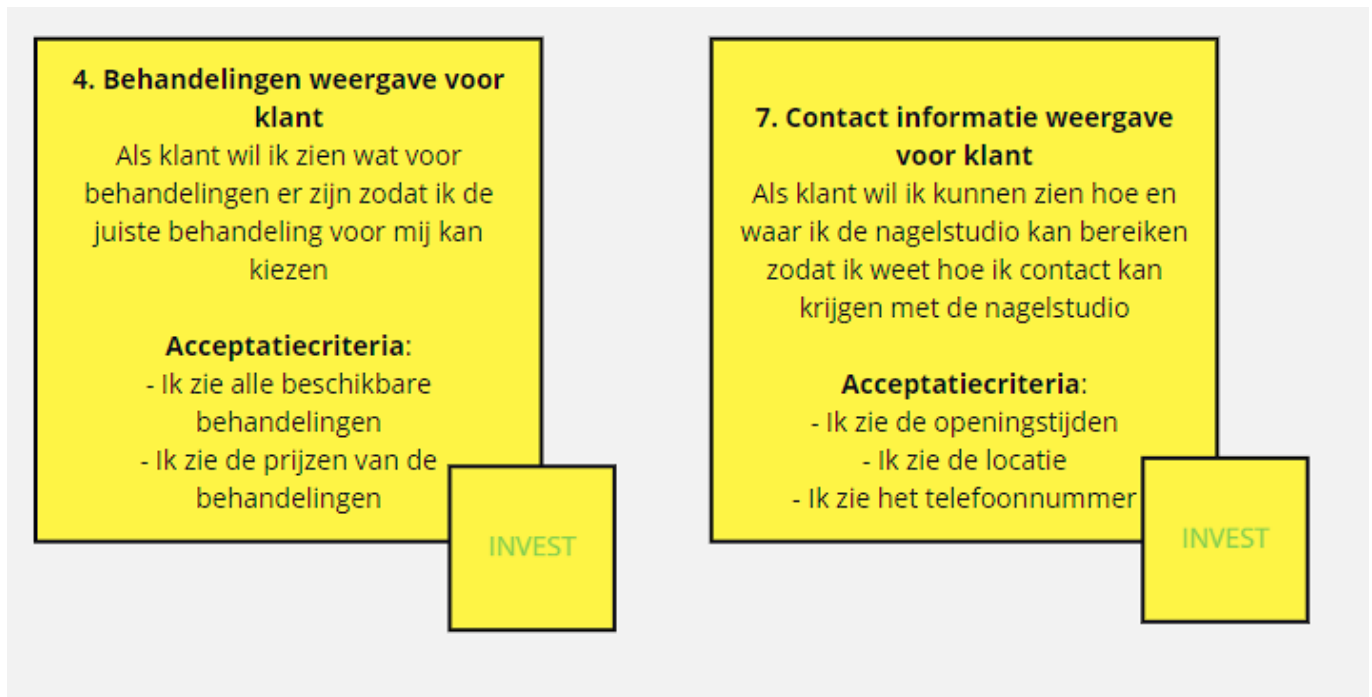 4. Behandelingen weergave voor
klant
Als klant wil ik zien wat voor
behandelingen er zijn zodat ik de
juiste behandeling voor mij kan
kiezen
Acceptatiecriteria:
- Ik zie alle beschikbare
behandelingen
- Ik zie de prijzen van de
behandelingen
INVEST
7. Contact informatie weergave
voor klant
Als klant wil ik kunnen zien hoe en
waar ik de nagelstudio kan bereiken
zodat ik weet hoe ik contact kan
krijgen met de nagelstudio
Acceptatiecriteria:
- Ik zie de openingstijden
- Ik zie de locatie
- Ik zie het telefoonnummer
INVEST